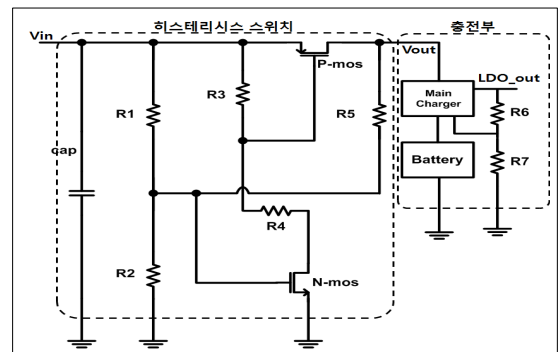 히스테리시스 스위치
충전부
Vin
Vout
P-mos
LDO_out
R3
Main
Charger
R1
R5
R6
cap
Battery
R7
R4
R2
N-mos